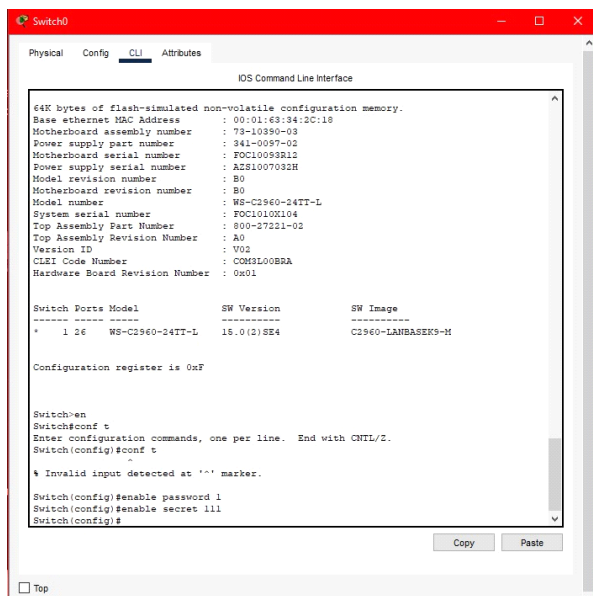 Switch0
Physical Config CLI Attributes
IOS Command Line Interface
64K bytes of flash-simulated non-volatile configuration memory.
Base ethernet MAC Address : 00:01:63:34:2C:18
Motherboard assembly number : 73-10390-03
Power supply part number : 341-0097-02
Motherboard serial number : FOC10093R12
Power supply serial number : AZS1007032H
Model revision number : B0
Motherboard revision number : B0
Model number : WS-C2960-24TT-L
System serial number : FOC1010X104
Top Assembly Part Number : 800-27221-02
Top Assembly Revision Number : A0
Version ID : V02
CLEI Code Number : COM3L00BRA
Hardware Board Revision Number : 0x01
Switch Ports Model SW Version SW Image
------ ----- ----- ---------- ----------
* 1 26 WS-C2960-24TT-L 15.0(2)SE4 C2960-LANBASEK9-M
Configuration register is 0xF
Switch>en
Switch#conf t
Enter configuration commands, one per line. End with CNTL/Z.
Switch(config)#conf t
^
% Invalid input detected at '^' marker.
Switch(config)#enable password 1
Switch(config)#enable secret 111
Switch(config)#
Copy Paste
Top